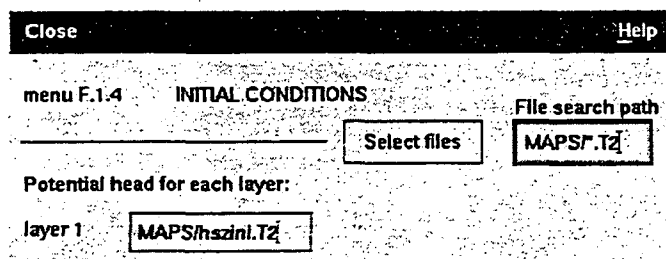 Close Help
menu F.1.4 INITIAL CONDITIONS
File search path
Select files MAPS/*.T2
Potential head for each layer:
layer 1 MAPS/hszini.T2